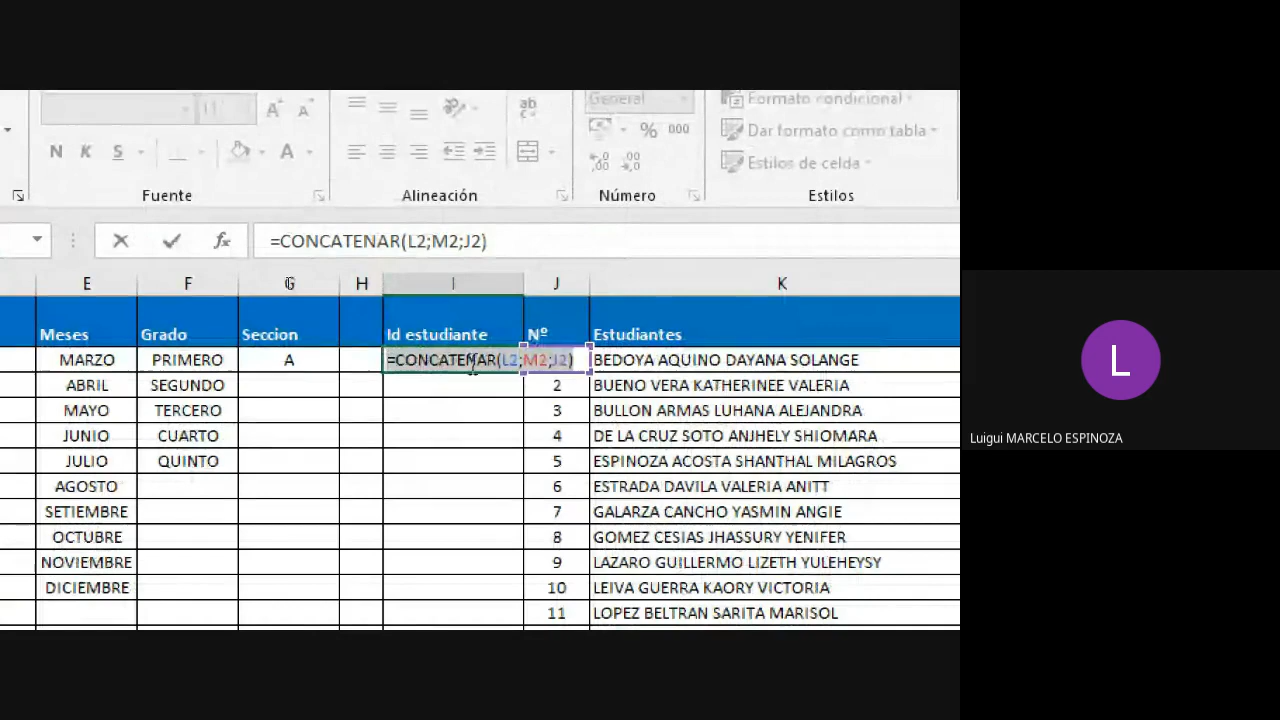 General
Formato condicional
Dar formato como tabla
Estilos de celda
N K S A % 000
Fuente Alineación Número Estilos
fx =CONCATENAR(L2;M2;J2)
E F G H I J K
Meses Grado Seccion Id estudiante Nº Estudiantes
MARZO PRIMERO A =CONCATENAR(L2;M2;J2) BEDOYA AQUINO DAYANA SOLANGE
ABRIL SEGUNDO 2 BUENO VERA KATHERINEE VALERIA
MAYO TERCERO 3 BULLON ARMAS LUHANA ALEJANDRA
JUNIO CUARTO 4 DE LA CRUZ SOTO ANJHELY SHIOMARA
JULIO QUINTO 5 ESPINOZA ACOSTA SHANTHAL MILAGROS
AGOSTO 6 ESTRADA DAVILA VALERIA ANITT
SETIEMBRE 7 GALARZA CANCHO YASMIN ANGIE
OCTUBRE 8 GOMEZ CESIAS JHASSURY YENIFER
NOVIEMBRE 9 LAZARO GUILLERMO LIZETH YULEHEYSY
DICIEMBRE 10 LEIVA GUERRA KAORY VICTORIA
11 LOPEZ BELTRAN SARITA MARISOL
L
Luigui MARCELO ESPINOZA